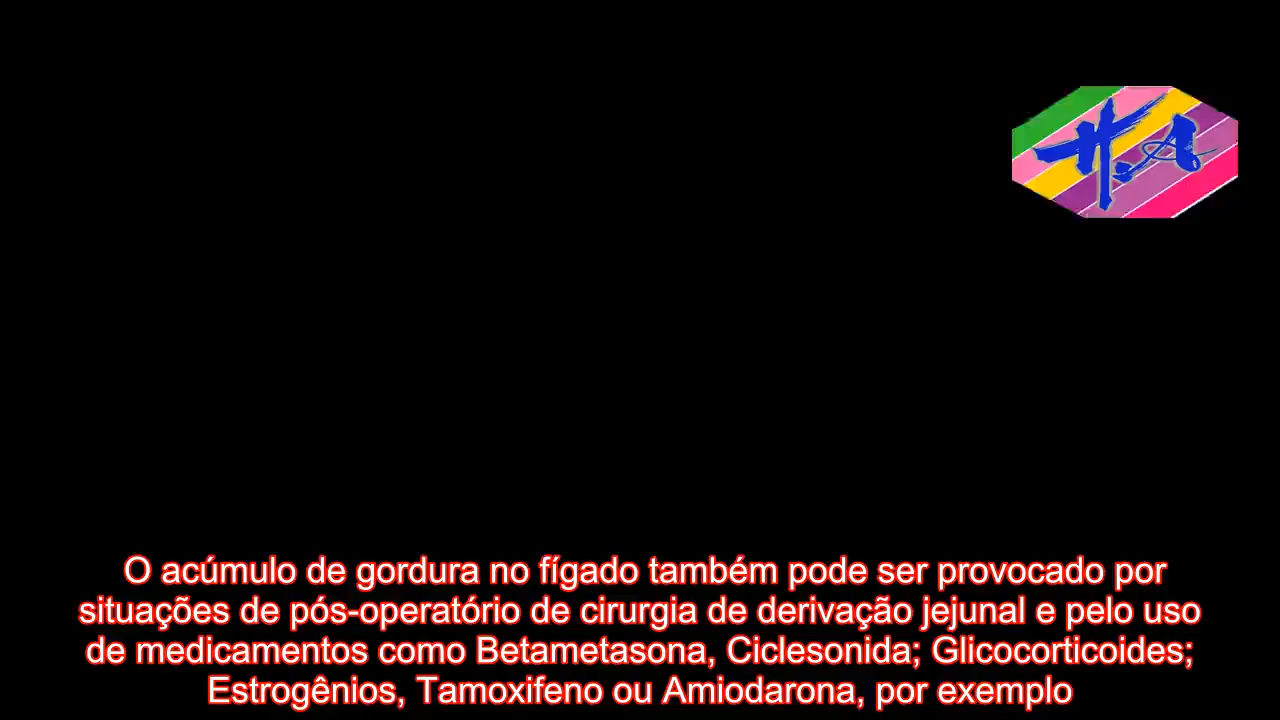 H.A
O acúmulo de gordura no fígado também pode ser provocado por
situações de pós-operatório de cirurgia de derivação jejunal e pelo uso
de medicamentos como Betametasona, Ciclesonida; Glicocorticoides;
Estrogênios, Tamoxifeno ou Amiodarona, por exemplo